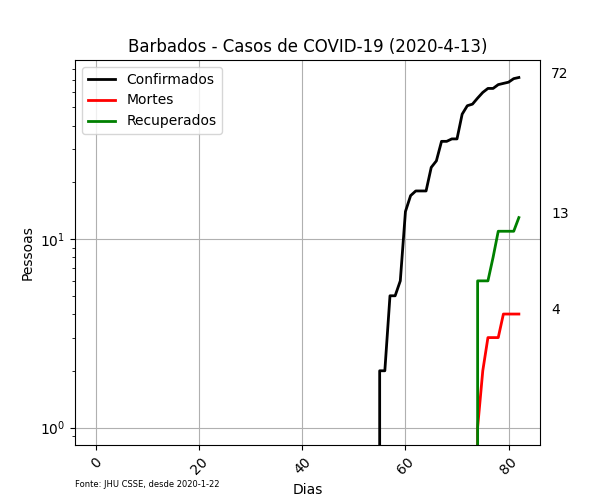 Barbados - Casos de COVID-19 (2020-4-13)
Confirmados
Mortes
Recuperados
72
13
4
Pessoas
10¹
10⁰
0
20
40
60
80
Dias
Fonte: JHU CSSE, desde 2020-1-22